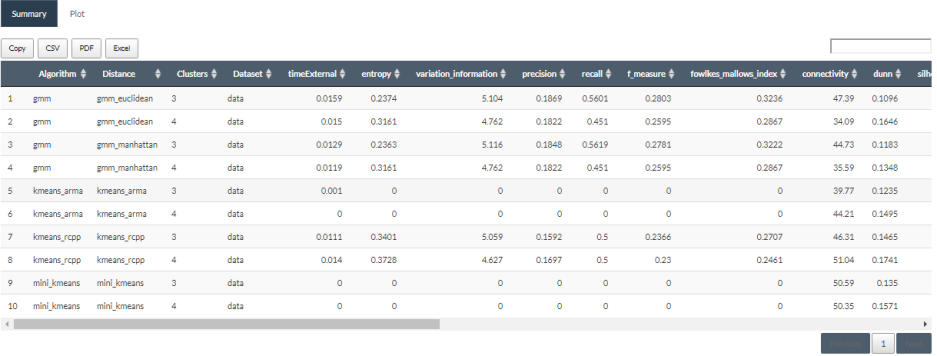 Summary Plot
Copy CSV PDF Excel
Algorithm Distance Clusters Dataset timeExternal entropy variation_information precision recall f_measure fowlkes_mallows_index connectivity dunn silh
1 gmm gmm_euclidean 3 data 0.0159 0.2374 5.104 0.1869 0.5601 0.2803 0.3236 47.39 0.1096
2 gmm gmm_euclidean 4 data 0.015 0.3161 4.762 0.1822 0.451 0.2595 0.2867 34.09 0.1646
3 gmm gmm_manhattan 3 data 0.0129 0.2363 5.116 0.1848 0.5619 0.2781 0.3222 44.73 0.1183
4 gmm gmm_manhattan 4 data 0.0119 0.3161 4.762 0.1822 0.451 0.2595 0.2867 35.59 0.1348
5 kmeans_arma kmeans_arma 3 data 0.001 0 0 0 0 0 0 39.77 0.1235
6 kmeans_arma kmeans_arma 4 data 0 0 0 0 0 0 0 44.21 0.1495
7 kmeans_rcpp kmeans_rcpp 3 data 0.0111 0.3401 5.059 0.1592 0.5 0.2366 0.2707 46.31 0.1465
8 kmeans_rcpp kmeans_rcpp 4 data 0.014 0.3728 4.627 0.1697 0.5 0.23 0.2461 51.04 0.1741
9 mini_kmeans mini_kmeans 3 data 0 0 0 0 0 0 0 50.59 0.135
10 mini_kmeans mini_kmeans 4 data 0 0 0 0 0 0 0 50.35 0.1571
1